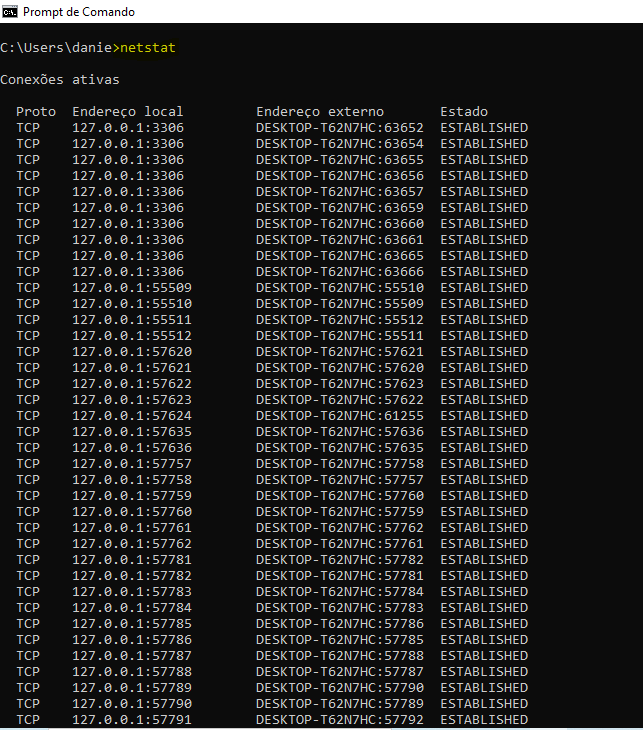 Prompt de Comando
C:\Users\danie>netstat
Conexões ativas
Proto Endereço local Endereço externo Estado
TCP 127.0.0.1:3306 DESKTOP-T62N7HC:63652 ESTABLISHED
TCP 127.0.0.1:3306 DESKTOP-T62N7HC:63654 ESTABLISHED
TCP 127.0.0.1:3306 DESKTOP-T62N7HC:63655 ESTABLISHED
TCP 127.0.0.1:3306 DESKTOP-T62N7HC:63656 ESTABLISHED
TCP 127.0.0.1:3306 DESKTOP-T62N7HC:63657 ESTABLISHED
TCP 127.0.0.1:3306 DESKTOP-T62N7HC:63659 ESTABLISHED
TCP 127.0.0.1:3306 DESKTOP-T62N7HC:63660 ESTABLISHED
TCP 127.0.0.1:3306 DESKTOP-T62N7HC:63661 ESTABLISHED
TCP 127.0.0.1:3306 DESKTOP-T62N7HC:63665 ESTABLISHED
TCP 127.0.0.1:3306 DESKTOP-T62N7HC:63666 ESTABLISHED
TCP 127.0.0.1:55509 DESKTOP-T62N7HC:55510 ESTABLISHED
TCP 127.0.0.1:55510 DESKTOP-T62N7HC:55509 ESTABLISHED
TCP 127.0.0.1:55511 DESKTOP-T62N7HC:55512 ESTABLISHED
TCP 127.0.0.1:55512 DESKTOP-T62N7HC:55511 ESTABLISHED
TCP 127.0.0.1:57620 DESKTOP-T62N7HC:57621 ESTABLISHED
TCP 127.0.0.1:57621 DESKTOP-T62N7HC:57620 ESTABLISHED
TCP 127.0.0.1:57622 DESKTOP-T62N7HC:57623 ESTABLISHED
TCP 127.0.0.1:57623 DESKTOP-T62N7HC:57622 ESTABLISHED
TCP 127.0.0.1:57624 DESKTOP-T62N7HC:61255 ESTABLISHED
TCP 127.0.0.1:57635 DESKTOP-T62N7HC:57636 ESTABLISHED
TCP 127.0.0.1:57636 DESKTOP-T62N7HC:57635 ESTABLISHED
TCP 127.0.0.1:57757 DESKTOP-T62N7HC:57758 ESTABLISHED
TCP 127.0.0.1:57758 DESKTOP-T62N7HC:57757 ESTABLISHED
TCP 127.0.0.1:57759 DESKTOP-T62N7HC:57760 ESTABLISHED
TCP 127.0.0.1:57760 DESKTOP-T62N7HC:57759 ESTABLISHED
TCP 127.0.0.1:57761 DESKTOP-T62N7HC:57762 ESTABLISHED
TCP 127.0.0.1:57762 DESKTOP-T62N7HC:57761 ESTABLISHED
TCP 127.0.0.1:57781 DESKTOP-T62N7HC:57782 ESTABLISHED
TCP 127.0.0.1:57782 DESKTOP-T62N7HC:57781 ESTABLISHED
TCP 127.0.0.1:57783 DESKTOP-T62N7HC:57784 ESTABLISHED
TCP 127.0.0.1:57784 DESKTOP-T62N7HC:57783 ESTABLISHED
TCP 127.0.0.1:57785 DESKTOP-T62N7HC:57786 ESTABLISHED
TCP 127.0.0.1:57786 DESKTOP-T62N7HC:57785 ESTABLISHED
TCP 127.0.0.1:57787 DESKTOP-T62N7HC:57788 ESTABLISHED
TCP 127.0.0.1:57788 DESKTOP-T62N7HC:57787 ESTABLISHED
TCP 127.0.0.1:57789 DESKTOP-T62N7HC:57790 ESTABLISHED
TCP 127.0.0.1:57790 DESKTOP-T62N7HC:57789 ESTABLISHED
TCP 127.0.0.1:57791 DESKTOP-T62N7HC:57792 ESTABLISHED